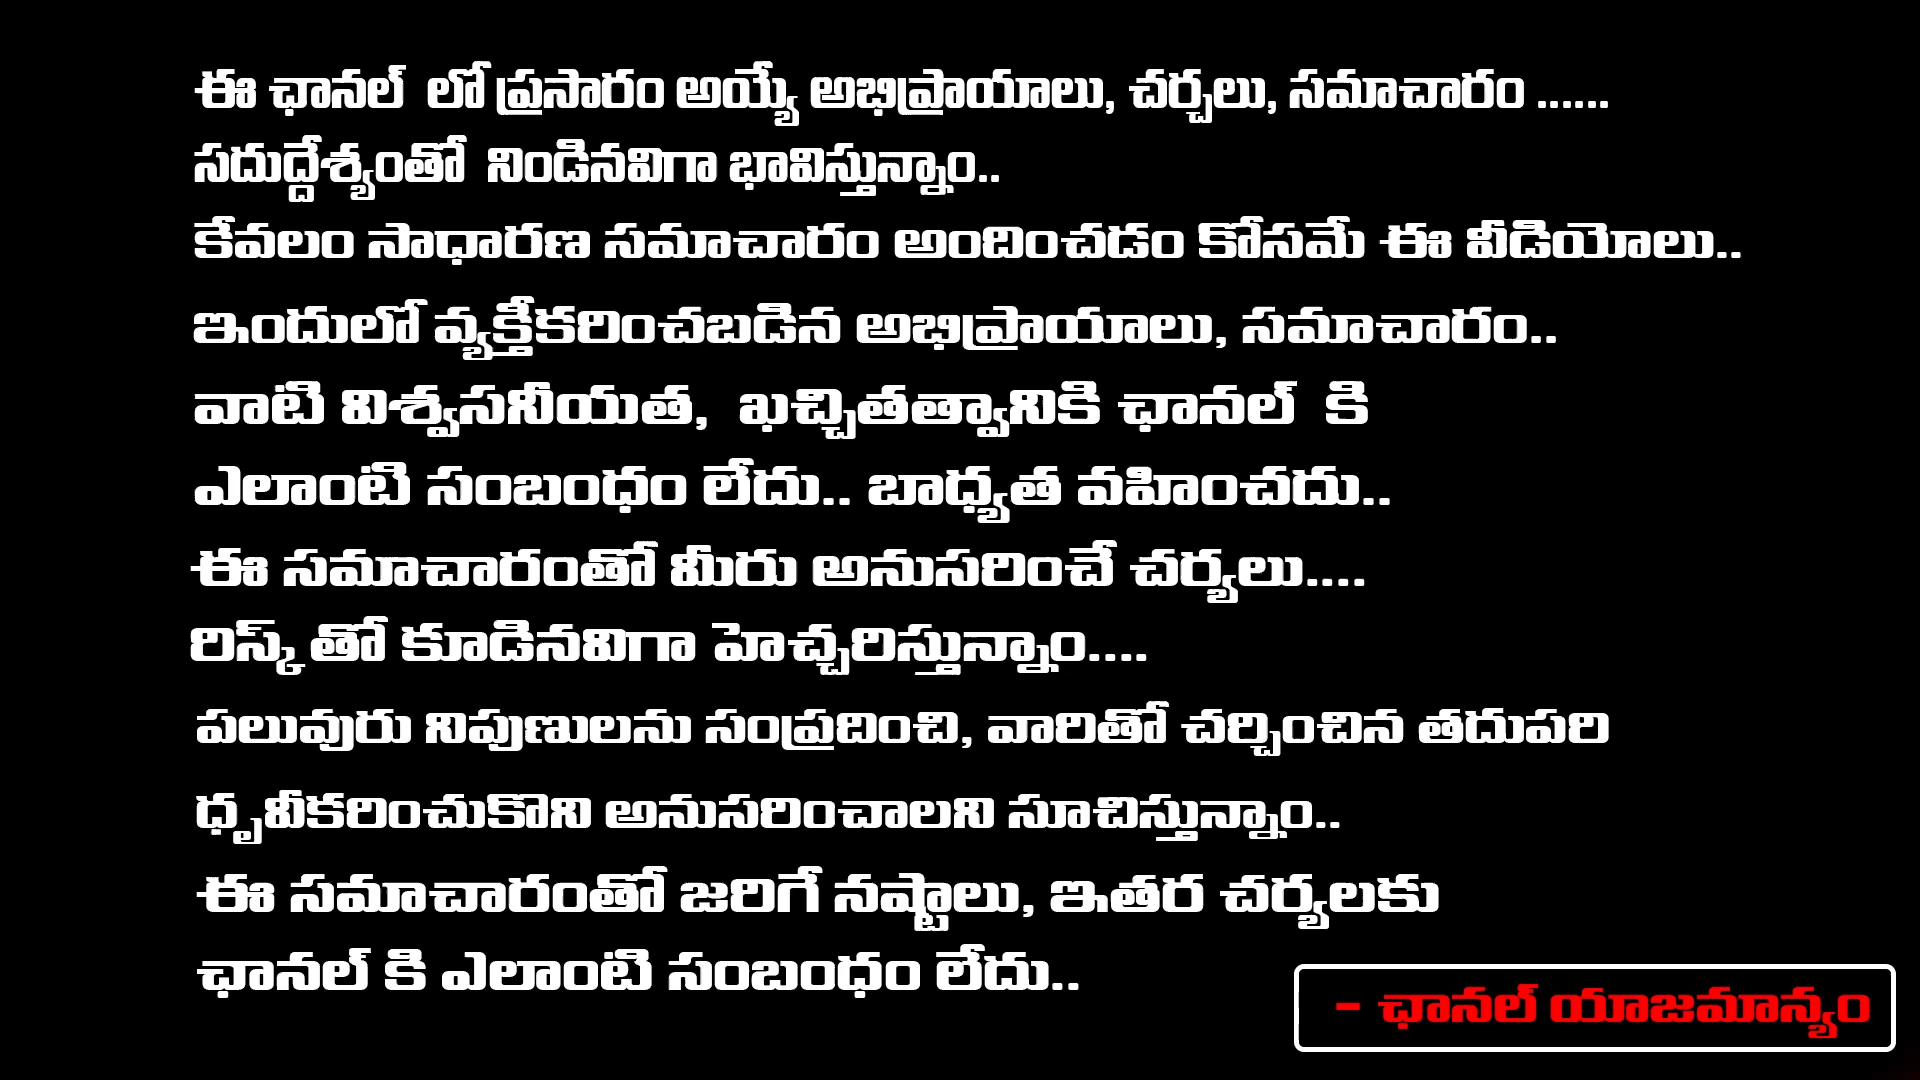 ఈ ఛానల్ లో ప్రసారం అయ్యే అభిప్రాయాలు, చర్చలు, సమాచారం ......
సదుద్దేశ్యంతో నిండినవిగా భావిస్తున్నాం..
కేవలం సాధారణ సమాచారం అందించడం కోసమే ఈ వీడియోలు..
ఇందులో వ్యక్తీకరించబడిన అభిప్రాయాలు, సమాచారం..
వాటి విశ్వసనీయత, ఖచ్చితత్వానికి ఛానల్ కి
ఎలాంటి సంబంధం లేదు.. బాధ్యత వహించదు..
ఈ సమాచారంతో మీరు అనుసరించే చర్యలు....
రిస్క్ తో కూడినవిగా హెచ్చరిస్తున్నాం....
పలువురు నిపుణులను సంప్రదించి, వారితో చర్చించిన తదుపరి
ధృవీకరించుకొని అనుసరించాలని సూచిస్తున్నాం..
ఈ సమాచారంతో జరిగే నష్టాలు, ఇతర చర్యలకు
ఛానల్ కి ఎలాంటి సంబంధం లేదు..
- ఛానల్ యాజమాన్యం